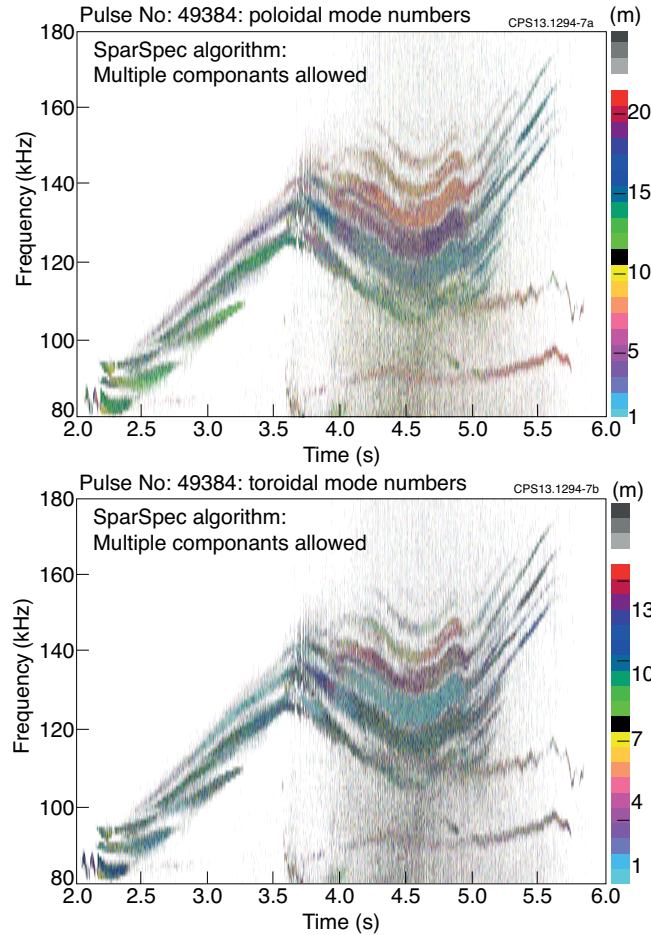 Pulse No: 49384: poloidal mode numbers
CPS13.1294-7a
(m)
SparSpec algorithm:
Multiple componants allowed
180
160
140
120
100
80
Frequency (kHz)
20
15
10
5
1
2.0 2.5 3.0 3.5 4.0 4.5 5.0 5.5 6.0
Time (s)
Pulse No: 49384: toroidal mode numbers
CPS13.1294-7b
(m)
SparSpec algorithm:
Multiple componants allowed
180
160
140
120
100
80
Frequency (kHz)
13
10
7
4
1
2.0 2.5 3.0 3.5 4.0 4.5 5.0 5.5 6.0
Time (s)